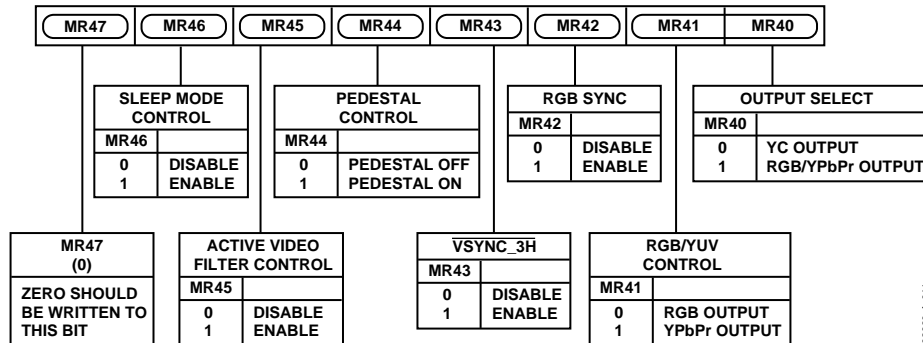 MR47 MR46 MR45 MR44 MR43 MR42 MR41 MR40
SLEEP MODE
CONTROL
MR46
0 DISABLE
1 ENABLE
PEDESTAL
CONTROL
MR44
0 PEDESTAL OFF
1 PEDESTAL ON
RGB SYNC
MR42
0 DISABLE
1 ENABLE
OUTPUT SELECT
MR40
0 YC OUTPUT
1 RGB/YPbPr OUTPUT
MR47
(0)
ZERO SHOULD
BE WRITTEN TO
THIS BIT
ACTIVE VIDEO
FILTER CONTROL
MR45
0 DISABLE
1 ENABLE
VSYNC_3H
MR43
0 DISABLE
1 ENABLE
RGB/YUV
CONTROL
MR41
0 RGB OUTPUT
1 YPbPr OUTPUT